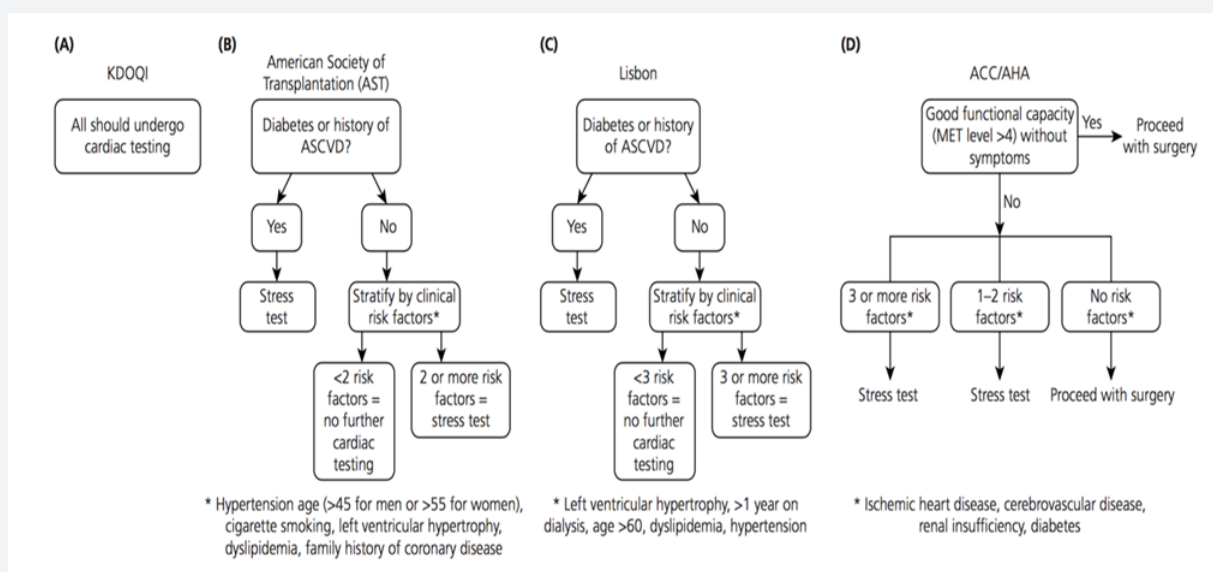 (A)
KDOQI
All should undergo
cardiac testing
(B)
American Society of
Transplantation (AST)
Diabetes or history of
ASCVD?
Yes
No
Stress
test
Stratify by clinical
risk factors*
<2 risk
factors =
no further
cardiac
testing
2 or more risk
factors =
stress test
* Hypertension age (>45 for men or >55 for women),
cigarette smoking, left ventricular hypertrophy,
dyslipidemia, family history of coronary disease
(C)
Lisbon
Diabetes or history
of ASCVD?
Yes
No
Stress
test
Stratify by clinical
risk factors*
<3 risk
factors =
no further
cardiac
testing
3 or more risk
factors =
stress test
* Left ventricular hypertrophy, >1 year on
dialysis, age >60, dyslipidemia, hypertension
(D)
ACC/AHA
Good functional capacity
(MET level >4) without
symptoms
Yes
Proceed
with surgery
No
3 or more risk
factors*
1–2 risk
factors*
No risk
factors*
Stress test
Stress test
Proceed with surgery
* Ischemic heart disease, cerebrovascular disease,
renal insufficiency, diabetes